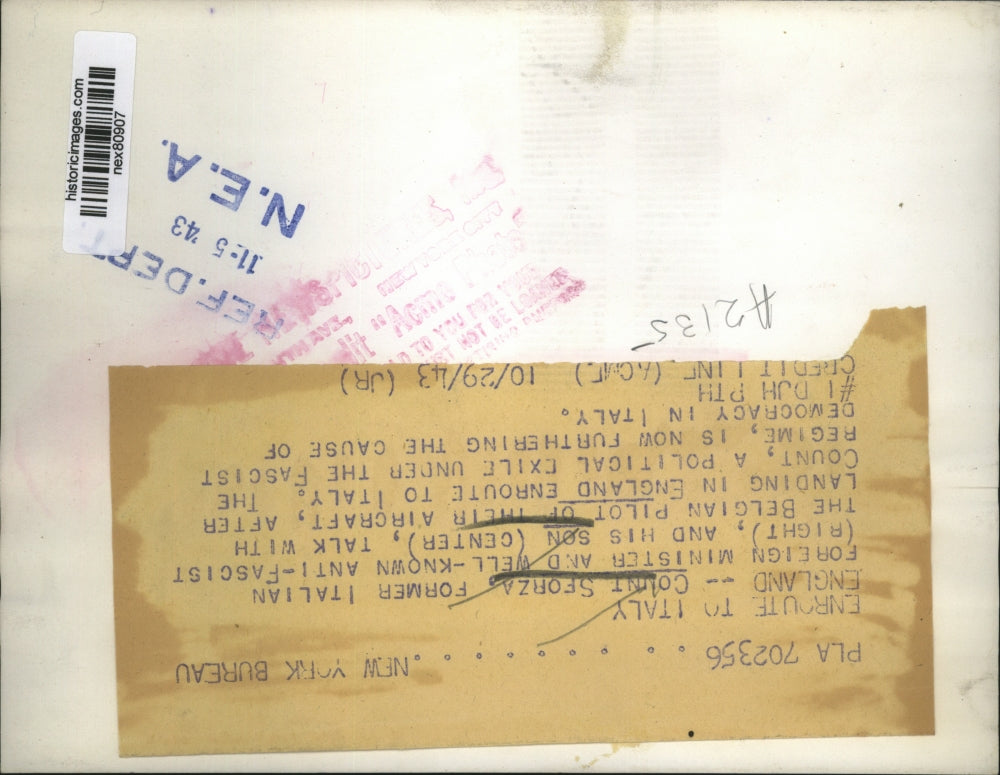 historicimages.com
nex80907
N.E.A.
11-5 '43
REF. DEPT.
"Acme
A2135
PLA 702356 . . . . . . . . . . NEW YORK BUREAU
ENROUTE TO ITALY
ENGLAND -- COUNT SFORZA, FORMER ITALIAN
FOREIGN MINISTER AND WELL-KNOWN ANTI-FASCIST
(RIGHT), AND HIS SON (CENTER), TALK WITH
THE BELGIAN PILOT OF THEIR AIRCRAFT, AFTER
LANDING IN ENGLAND ENROUTE TO ITALY. THE
COUNT, A POLITICAL EXILE UNDER THE FASCIST
REGIME, IS NOW FURTHERING THE CAUSE OF
DEMOCRACY IN ITALY.
#1 DJH PTH
CREDIT LINE (ACME) 10/29/43 (JR)